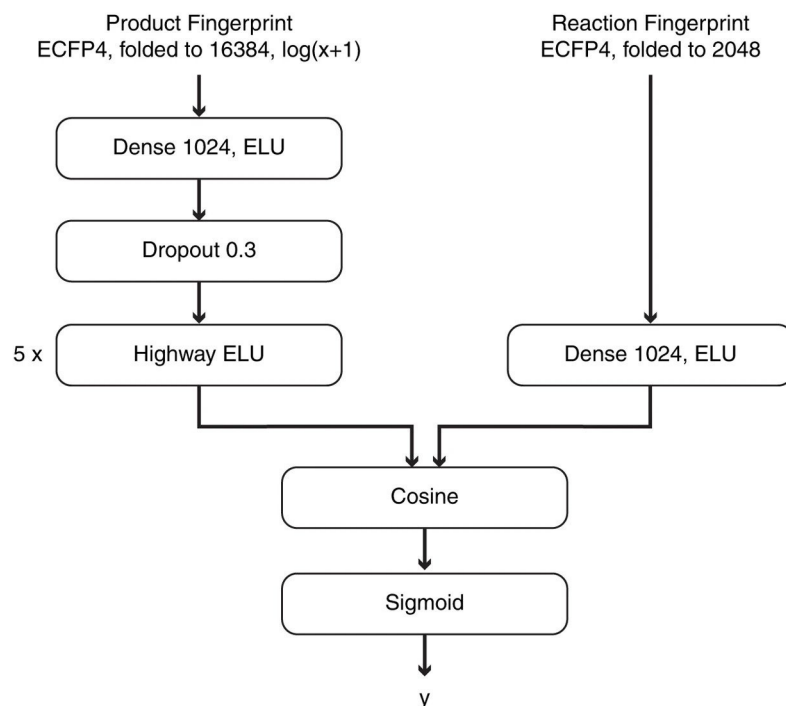 Product Fingerprint
ECFP4, folded to 16384, log(x+1)
Reaction Fingerprint
ECFP4, folded to 2048
Dense 1024, ELU
Dropout 0.3
5 x
Highway ELU
Dense 1024, ELU
Cosine
Sigmoid
y